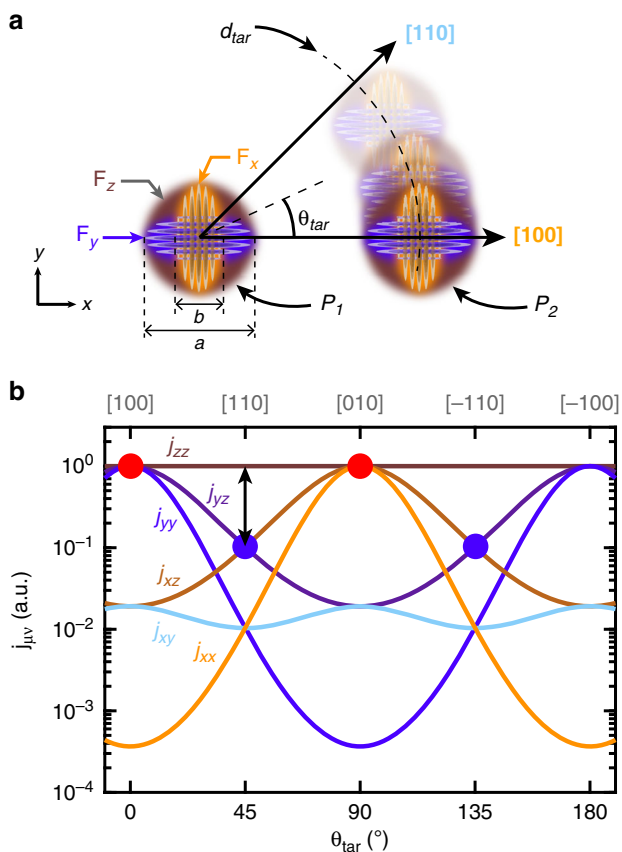 a
d_tar
[110]
F_x
F_z
θ_tar
F_y
[100]
y
x
b
a
P_1
P_2
b
[100] [110] [010] [–110] [–100]
10^0
10^–1
10^–2
10^–3
10^–4
j_μν (a.u.)
j_zz
j_yz
j_yy
j_xz
j_xy
j_xx
0 45 90 135 180
θ_tar (°)